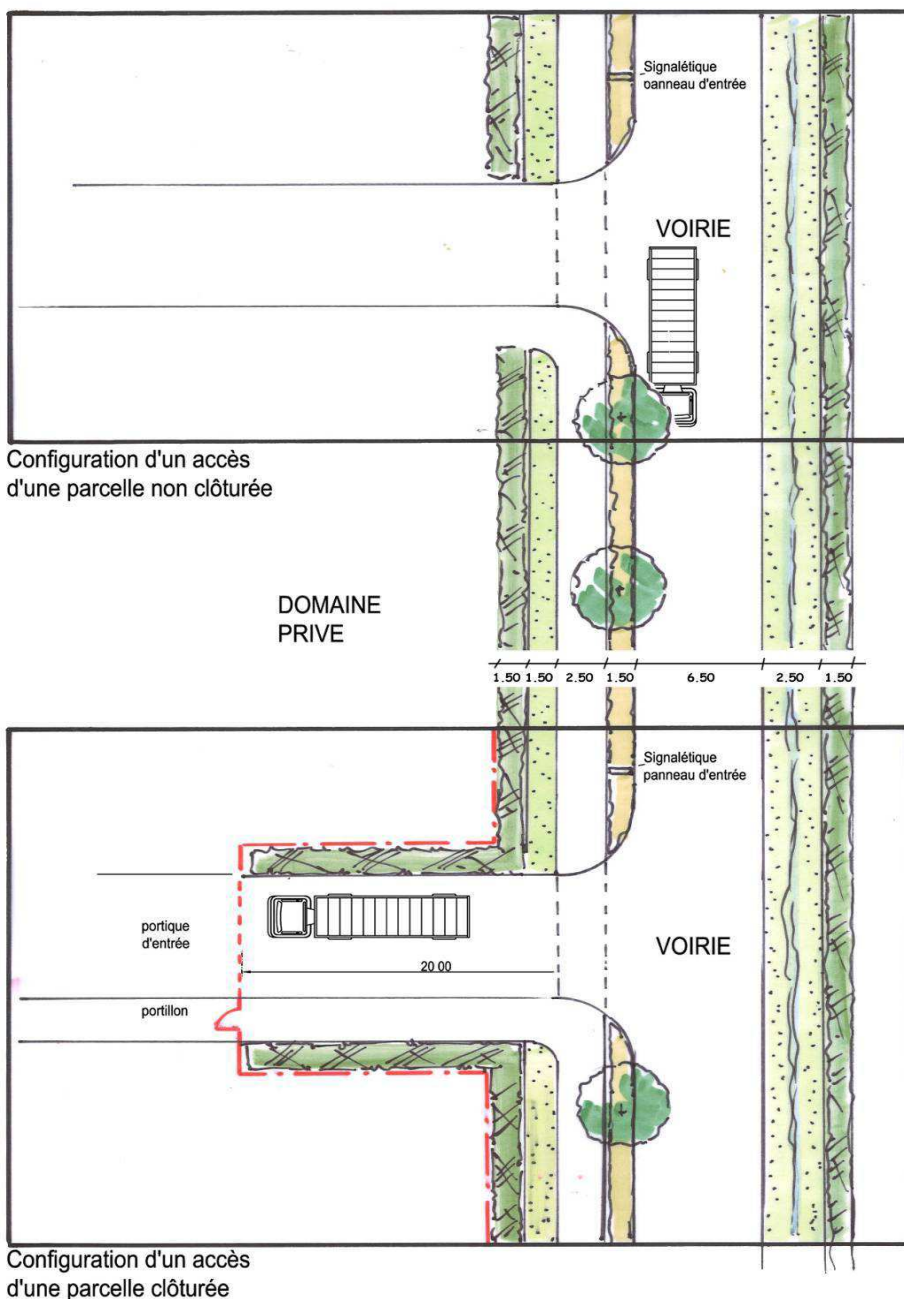 Signalétique
panneau d'entrée
VOIRIE
Configuration d'un accès
d'une parcelle non clôturée
DOMAINE
PRIVE
1.50 1.50 2.50 1.50 6.50 2.50 1.50
Signalétique
panneau d'entrée
portique
d'entrée
VOIRIE
20 00
portillon
Configuration d'un accès
d'une parcelle clôturée